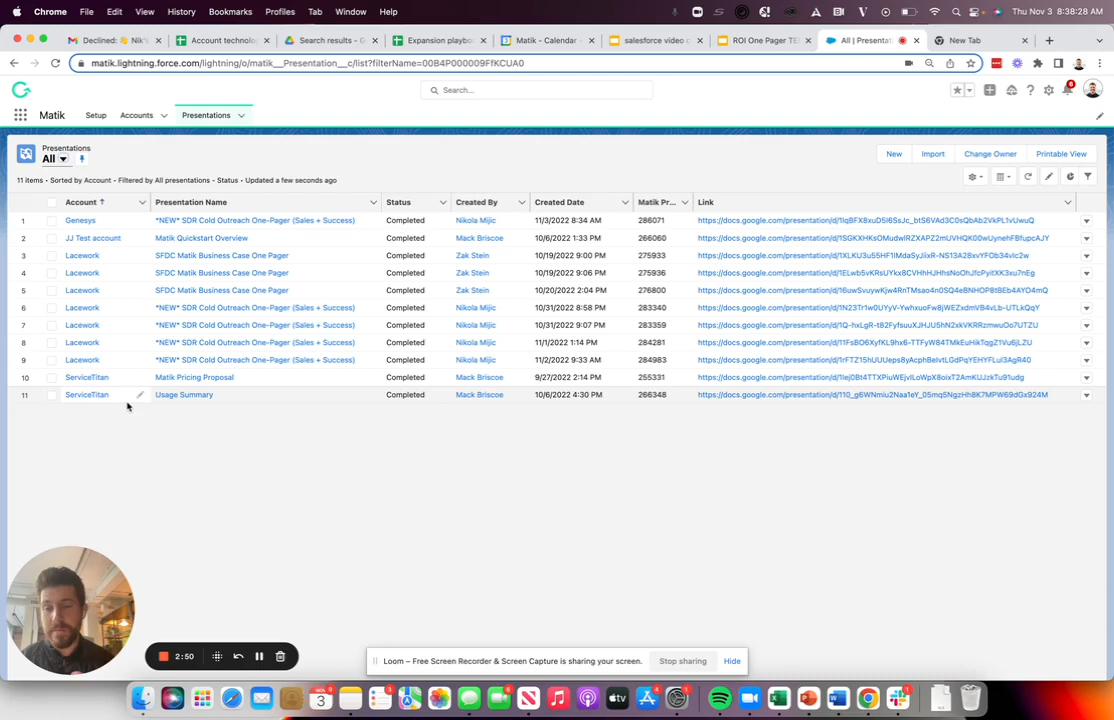 Chrome File Edit View History Bookmarks Profiles Tab Window Help Thu Nov 3 8:38:28 AM
Declined: 👋 Nik's Account technolog Search results - G Expansion playbo Matik - Calendar - salesforce video c ROI One Pager TE All | Presentat New Tab
matik.lightning.force.com/lightning/o/matik__Presentation__c/list?filterName=00B4P000009FfKCUA0
Search...
6
Matik Setup Accounts Presentations
Presentations
All
New Import Change Owner Printable View
11 items • Sorted by Account • Filtered by All presentations - Status • Updated a few seconds ago
Account ↑ Presentation Name Status Created By Created Date Matik Pr... Link
1 Genesys *NEW* SDR Cold Outreach One-Pager (Sales + Success) Completed Nikola Mijic 11/3/2022 8:34 AM 286071
2 JJ Test account Matik Quickstart Overview Completed Mack Briscoe 10/6/2022 1:33 PM 266060
3 Lacework SFDC Matik Business Case One Pager Completed Zak Stein 10/19/2022 9:00 PM 275933
4 Lacework SFDC Matik Business Case One Pager Completed Zak Stein 10/19/2022 9:06 PM 275936
5 Lacework SFDC Matik Business Case One Pager Completed Zak Stein 10/20/2022 2:04 PM 276800
6 Lacework *NEW* SDR Cold Outreach One-Pager (Sales + Success) Completed Nikola Mijic 10/31/2022 8:58 PM 283340
7 Lacework *NEW* SDR Cold Outreach One-Pager (Sales + Success) Completed Nikola Mijic 10/31/2022 9:07 PM 283359
8 Lacework *NEW* SDR Cold Outreach One-Pager (Sales + Success) Completed Nikola Mijic 11/1/2022 1:14 PM 284281
9 Lacework *NEW* SDR Cold Outreach One-Pager (Sales + Success) Completed Nikola Mijic 11/2/2022 9:33 AM 284983
10 ServiceTitan Matik Pricing Proposal Completed Mack Briscoe 9/27/2022 2:14 PM 255331
11 ServiceTitan Usage Summary Completed Mack Briscoe 10/6/2022 4:30 PM 266348
2:50
Loom – Free Screen Recorder & Screen Capture is sharing your screen. Stop sharing Hide